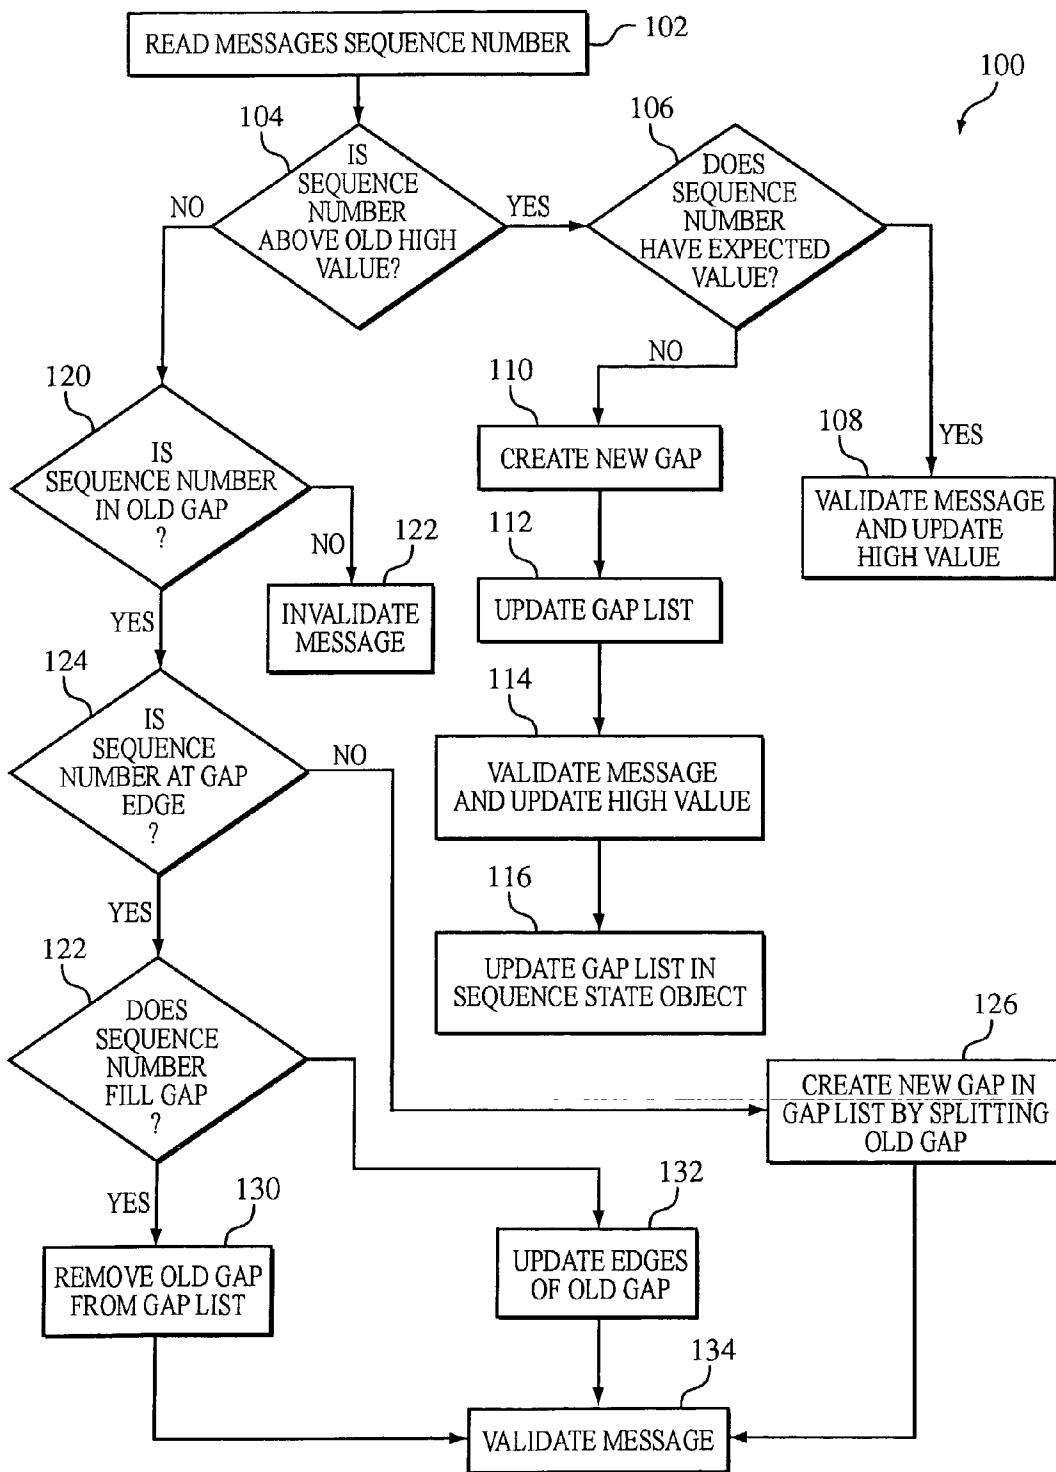 READ MESSAGES SEQUENCE NUMBER
102
100
104
IS
SEQUENCE
NUMBER
ABOVE OLD HIGH
VALUE?
NO
YES
106
DOES
SEQUENCE
NUMBER
HAVE EXPECTED
VALUE?
NO
YES
108
VALIDATE MESSAGE
AND UPDATE
HIGH VALUE
110
CREATE NEW GAP
112
UPDATE GAP LIST
114
VALIDATE MESSAGE
AND UPDATE HIGH VALUE
116
UPDATE GAP LIST IN
SEQUENCE STATE OBJECT
120
IS
SEQUENCE NUMBER
IN OLD GAP
?
NO
122
INVALIDATE
MESSAGE
YES
124
IS
SEQUENCE
NUMBER AT GAP
EDGE
?
NO
YES
122
DOES
SEQUENCE
NUMBER
FILL GAP
?
126
CREATE NEW GAP IN
GAP LIST BY SPLITTING
OLD GAP
YES
130
REMOVE OLD GAP
FROM GAP LIST
132
UPDATE EDGES
OF OLD GAP
134
VALIDATE MESSAGE